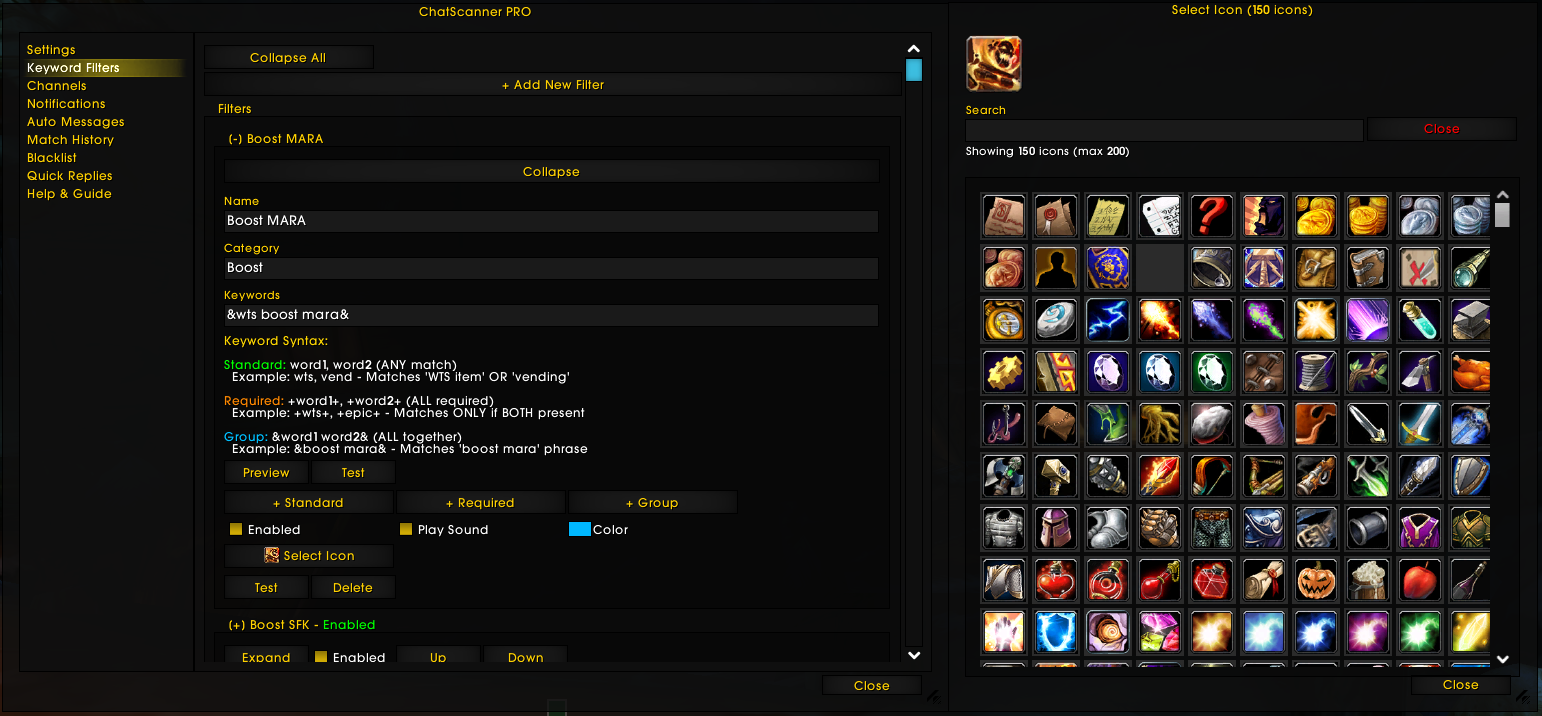 ChatScanner PRO
Settings
Keyword Filters
Channels
Notifications
Auto Messages
Match History
Blacklist
Quick Replies
Help & Guide
Collapse All
+ Add New Filter
Filters
(-) Boost MARA
Collapse
Name
Boost MARA
Category
Boost
Keywords
&wts boost mara&
Keyword Syntax:
Standard: word1, word2 (ANY match)
Example: wts, vend - Matches 'WTS item' OR 'vending'
Required: +word1+, +word2+ (ALL required)
Example: +wts+, +epic+ - Matches ONLY if BOTH present
Group: &word1 word2& (ALL together)
Example: &boost mara& - Matches 'boost mara' phrase
Preview Test
+ Standard + Required + Group
Enabled Play Sound Color
Select Icon
Test Delete
(+) Boost SFK - Enabled
Expand Enabled Up Down
Close
Select Icon (150 icons)
Search
Close
Showing 150 icons (max 200)
Close